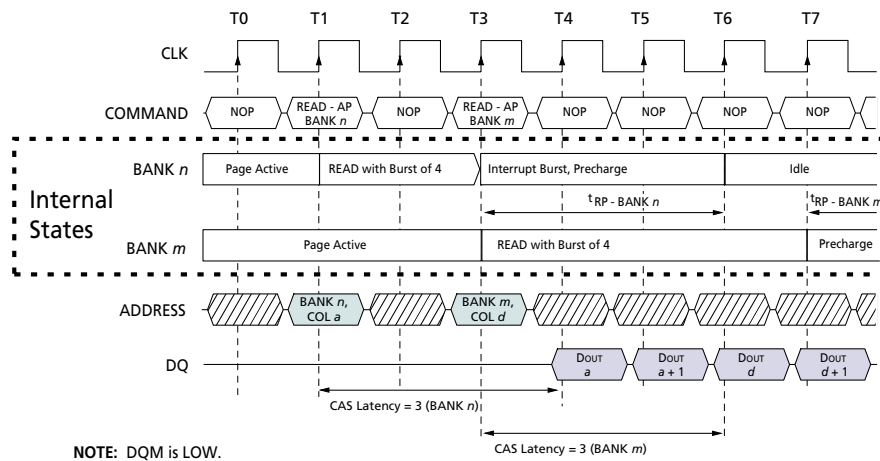 T0 T1 T2 T3 T4 T5 T6 T7
CLK
COMMAND NOP READ - AP BANK n NOP READ - AP BANK m NOP NOP NOP NOP
BANK n Page Active READ with Burst of 4 Interrupt Burst, Precharge Idle
Internal States
tRP - BANK n tRP - BANK m
BANK m Page Active READ with Burst of 4 Precharge
ADDRESS BANK n, COL a BANK m, COL d
DQ DOUT a DOUT a + 1 DOUT d DOUT d + 1
CAS Latency = 3 (BANK n)
CAS Latency = 3 (BANK m)
NOTE: DQM is LOW.